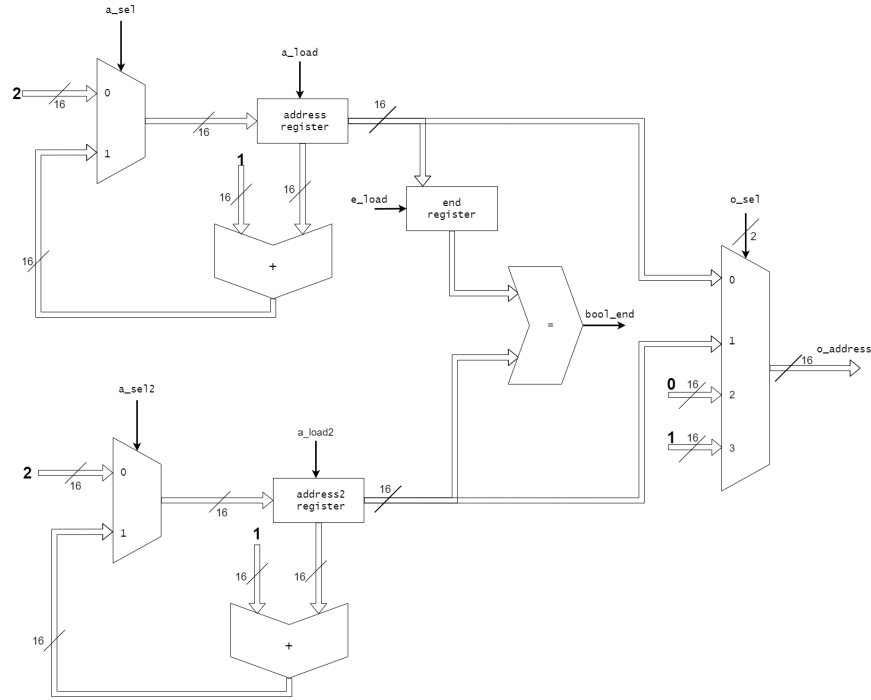 a_sel
a_load
2
16
0
16
address
register
16
1
1
16
16
16
+
e_load
end
register
o_sel
2
0
=
bool_end
1
o_address
16
0
16
2
1
16
3
a_sel2
2
16
0
16
a_load2
address2
register
16
1
1
16
16
16
+